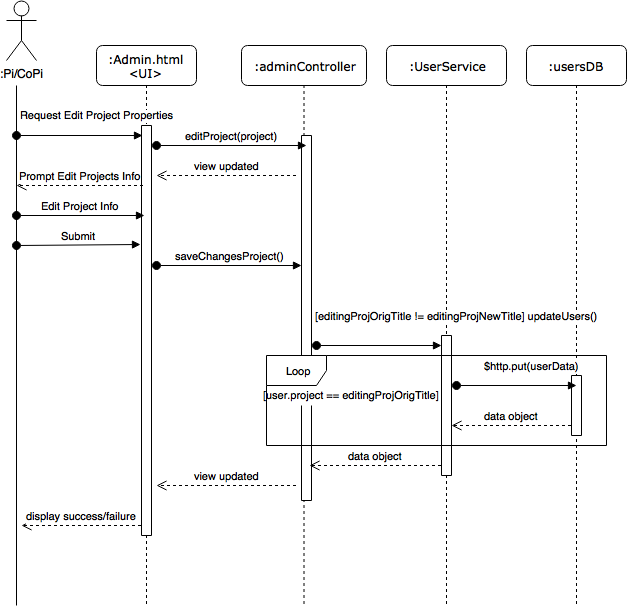 :Pi/CoPi
:Admin.html
<UI>
:adminController
:UserService
:usersDB
Request Edit Project Properties
editProject(project)
view updated
Prompt Edit Projects Info
Edit Project Info
Submit
saveChangesProject()
[editingProjOrigTitle != editingProjNewTitle] updateUsers()
Loop
$http.put(userData)
[user.project == editingProjOrigTitle]
data object
data object
view updated
display success/failure